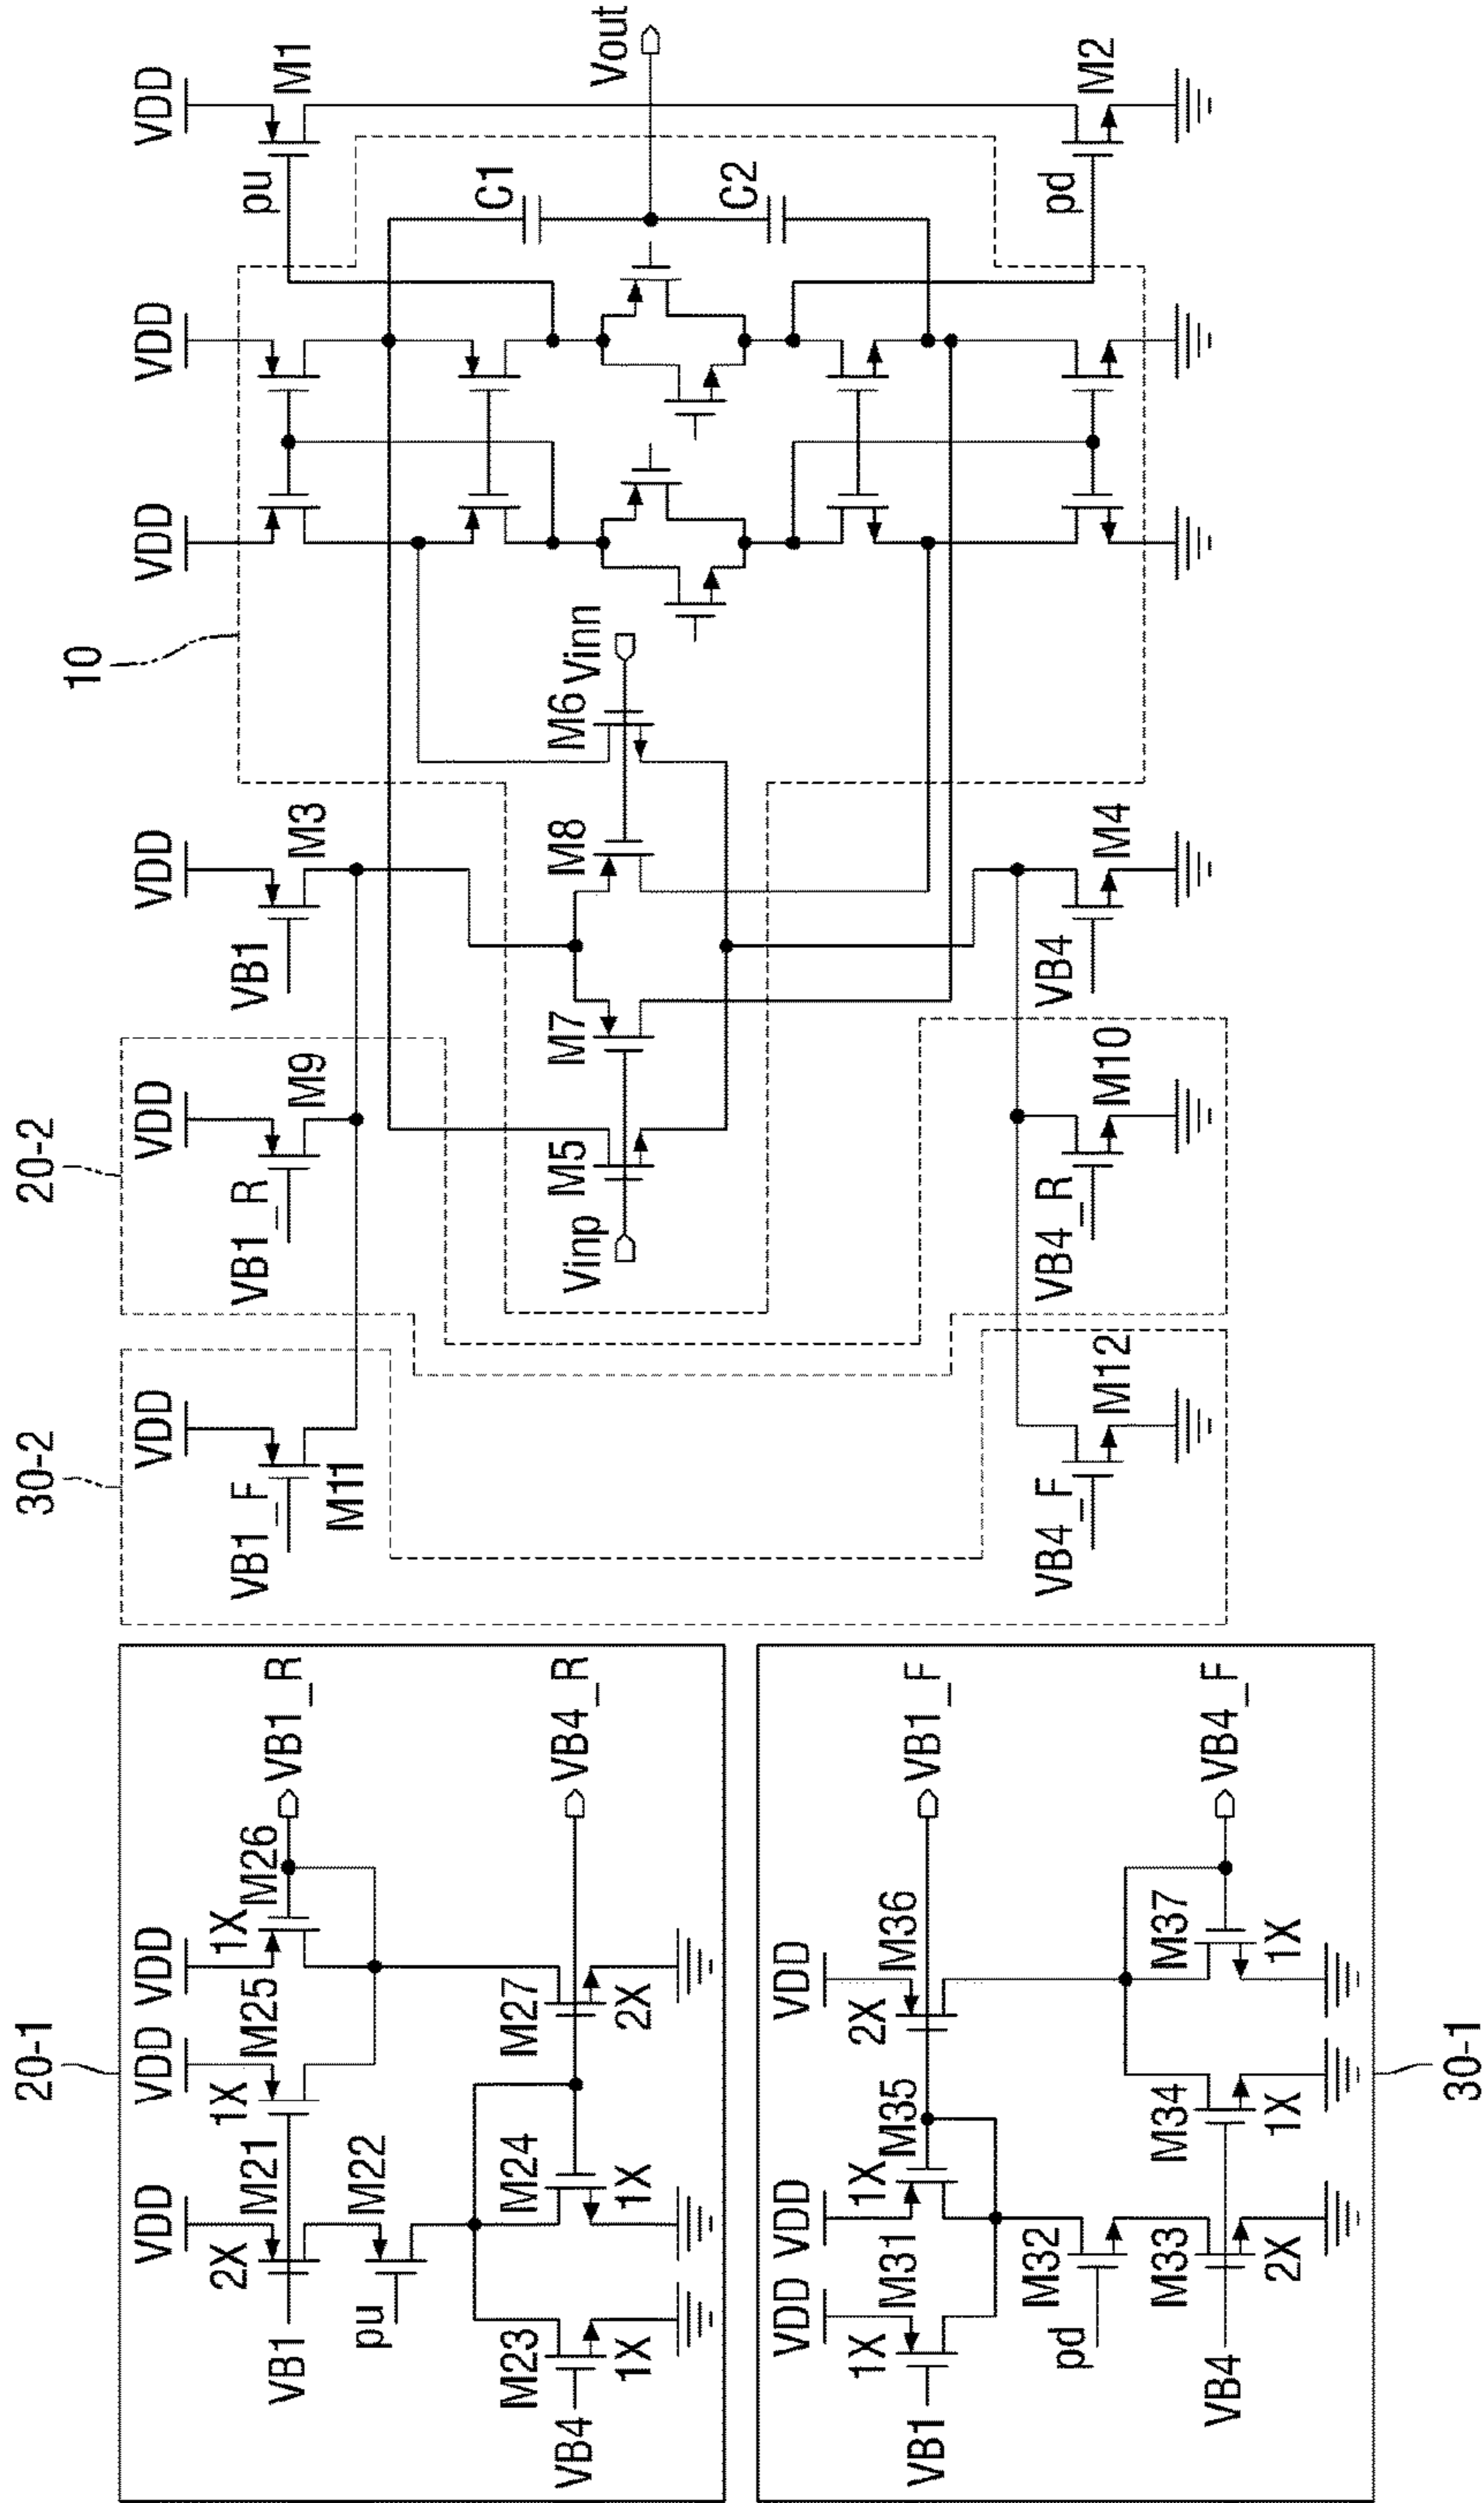 20-1
VDD
VDD
VDD
2X
M21
1X
M25
1X
M26
VB1
VB1_R
pu
M22
M23
M24
M27
VB4
1X
1X
2X
VB4_R
30-1
VDD
VDD
VDD
1X
M31
1X
M35
2X
M36
VB1
VB1_F
pd
M32
M33
M34
M37
VB4
2X
1X
1X
VB4_F
30-2
VDD
VB1_F
M11
VB4_F
M12
20-2
VDD
VB1_R
M9
VB4_R
M10
VDD
VB1
M3
VB4
M4
Vinp
M5
M7
M8
M6
Vinn
10
VDD
VDD
VDD
pu
M1
C1
C2
Vout
pd
M2